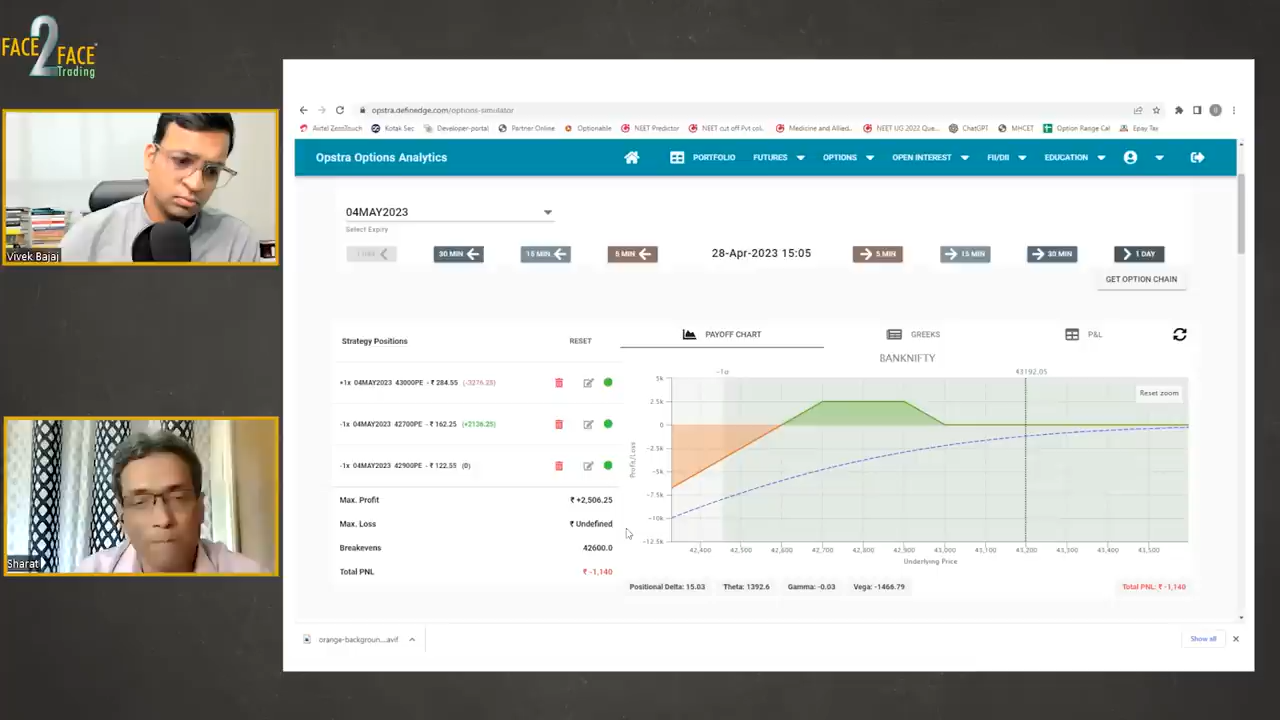 FACE 2 FACE Trading
Vivek Bajaj
Sharat
opstra.definedge.com/options-simulator
Airtel ZeroTouch Kotak Sec Developer-portal Partner Online Optionable NEET Predictor NEET cut off Pvt col... Medicine and Allied... NEET UG 2022 Que... ChatGPT MHCET Option Range Cal Epay Tax
Opstra Options Analytics PORTFOLIO FUTURES OPTIONS OPEN INTEREST FII/DII EDUCATION
04MAY2023
Select Expiry
30 MIN 15 MIN 5 MIN 28-Apr-2023 15:05 5 MIN 15 MIN 30 MIN 1 DAY
GET OPTION CHAIN
Strategy Positions RESET PAYOFF CHART GREEKS P&L
BANKNIFTY
-1σ 43192.05
Reset zoom
+1x 04MAY2023 43000PE - ₹ 284.55 (-3276.25)
-1x 04MAY2023 42700PE - ₹ 162.25 (+2136.25)
-1x 04MAY2023 42900PE - ₹ 122.55 (0)
Max. Profit ₹ +2,506.25
Max. Loss ₹ Undefined
Breakevens 42600.0
Total PNL ₹ -1,140
Profit/Loss
5k
2.5k
0
-2.5k
-5k
-7.5k
-10k
-12.5k
42,400 42,500 42,600 42,700 42,800 42,900 43,000 43,100 43,200 43,300 43,400 43,500
Underlying Price
Positional Delta: 15.03 Theta: 1392.6 Gamma: -0.03 Vega: -1466.79 Total PNL: ₹ -1,140
orange-backgroun....avif Show all